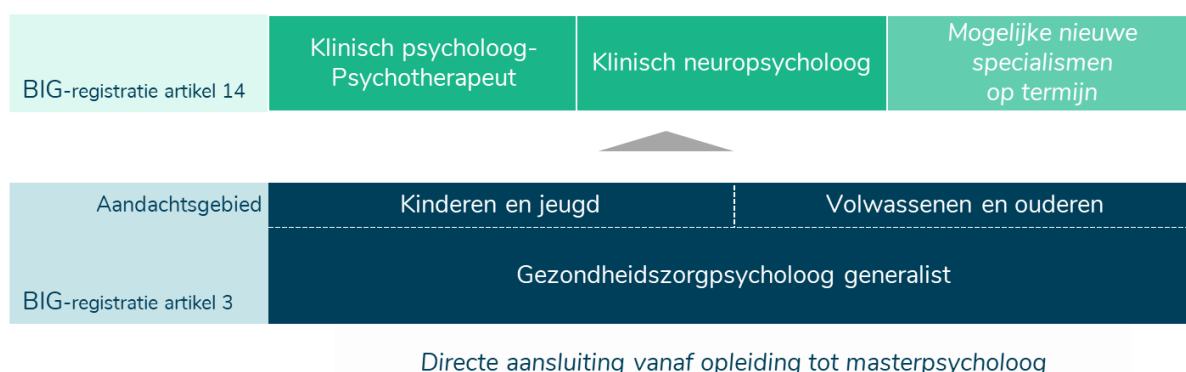 BIG-registratie artikel 14
Klinisch psycholoog-
Psychotherapeut
Klinisch neuropsycholoog
Mogelijke nieuwe
specialismen
op termijn
Aandachtsgebied
Kinderen en jeugd
Volwassenen en ouderen
BIG-registratie artikel 3
Gezondheidszorgpsycholoog generalist
Directe aansluiting vanaf opleiding tot masterpsycholoog